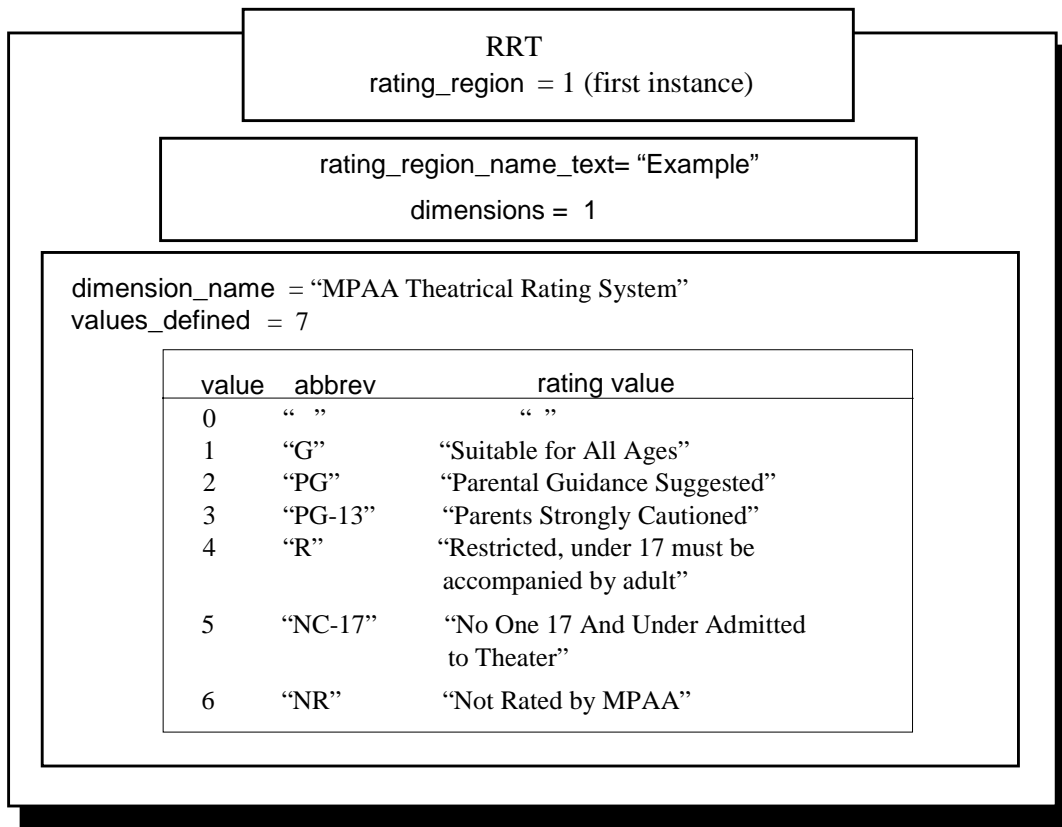 RRT
rating_region = 1 (first instance)
rating_region_name_text= “Example”
dimensions = 1
dimension_name = “MPAA Theatrical Rating System”
values_defined = 7
value abbrev rating value
0 “ ” “ ”
1 “G” “Suitable for All Ages”
2 “PG” “Parental Guidance Suggested”
3 “PG-13” “Parents Strongly Cautioned”
4 “R” “Restricted, under 17 must be
accompanied by adult”
5 “NC-17” “No One 17 And Under Admitted
to Theater”
6 “NR” “Not Rated by MPAA”